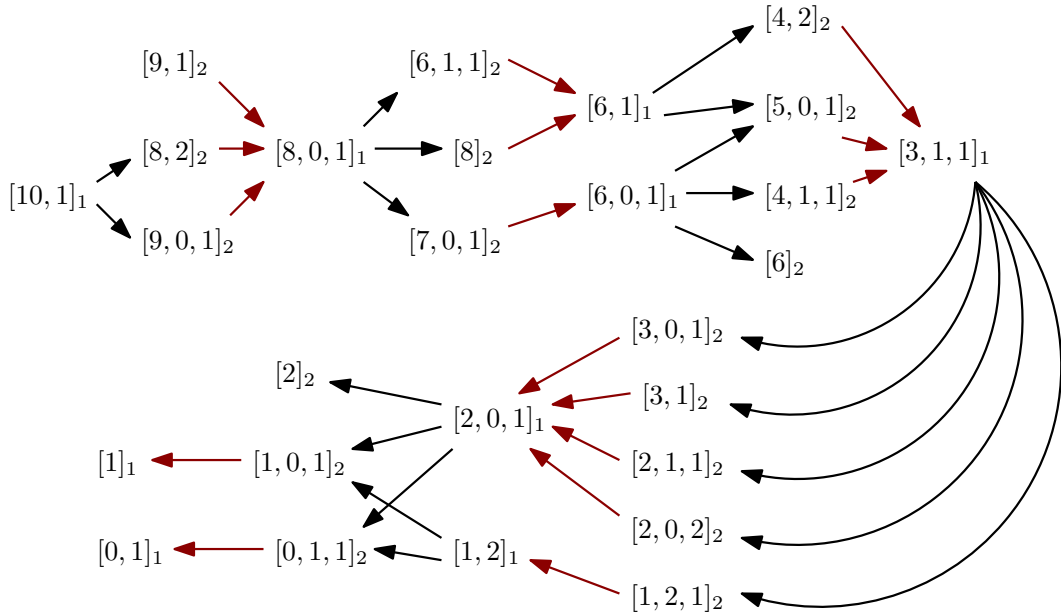 [4, 2]₂
[9, 1]₂
[6, 1, 1]₂
[6, 1]₁
[5, 0, 1]₂
[8, 2]₂
[8, 0, 1]₁
[8]₂
[3, 1, 1]₁
[10, 1]₁
[6, 0, 1]₁
[4, 1, 1]₂
[9, 0, 1]₂
[7, 0, 1]₂
[6]₂
[3, 0, 1]₂
[2]₂
[3, 1]₂
[2, 0, 1]₁
[1]₁
[1, 0, 1]₂
[2, 1, 1]₂
[2, 0, 2]₂
[0, 1]₁
[0, 1, 1]₂
[1, 2]₁
[1, 2, 1]₂